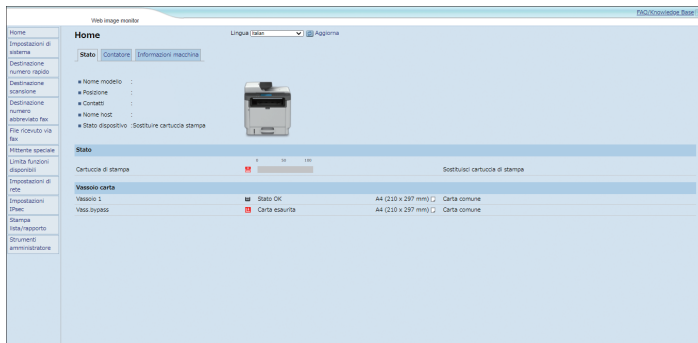 FAQ/Knowledge Base
Web image monitor
Home
Impostazioni di
sistema
Destinazione
numero rapido
Destinazione
scansione
Destinazione
numero
abbreviato fax
File ricevuto via
fax
Mittente speciale
Limita funzioni
disponibili
Impostazioni di
rete
Impostazioni
IPsec
Stampa
lista/rapporto
Strumenti
amministratore
Home
Lingua Italian Aggiorna
Stato Contatore Informazioni macchina
Nome modello :
Posizione :
Contatti :
Nome host :
Stato dispositivo :Sostituire cartuccia stampa
Stato
0 50 100
Cartuccia di stampa Sostituisci cartuccia di stampa
Vassoio carta
Vassoio 1 Stato OK A4 (210 x 297 mm) Carta comune
Vass.bypass Carta esaurita A4 (210 x 297 mm) Carta comune